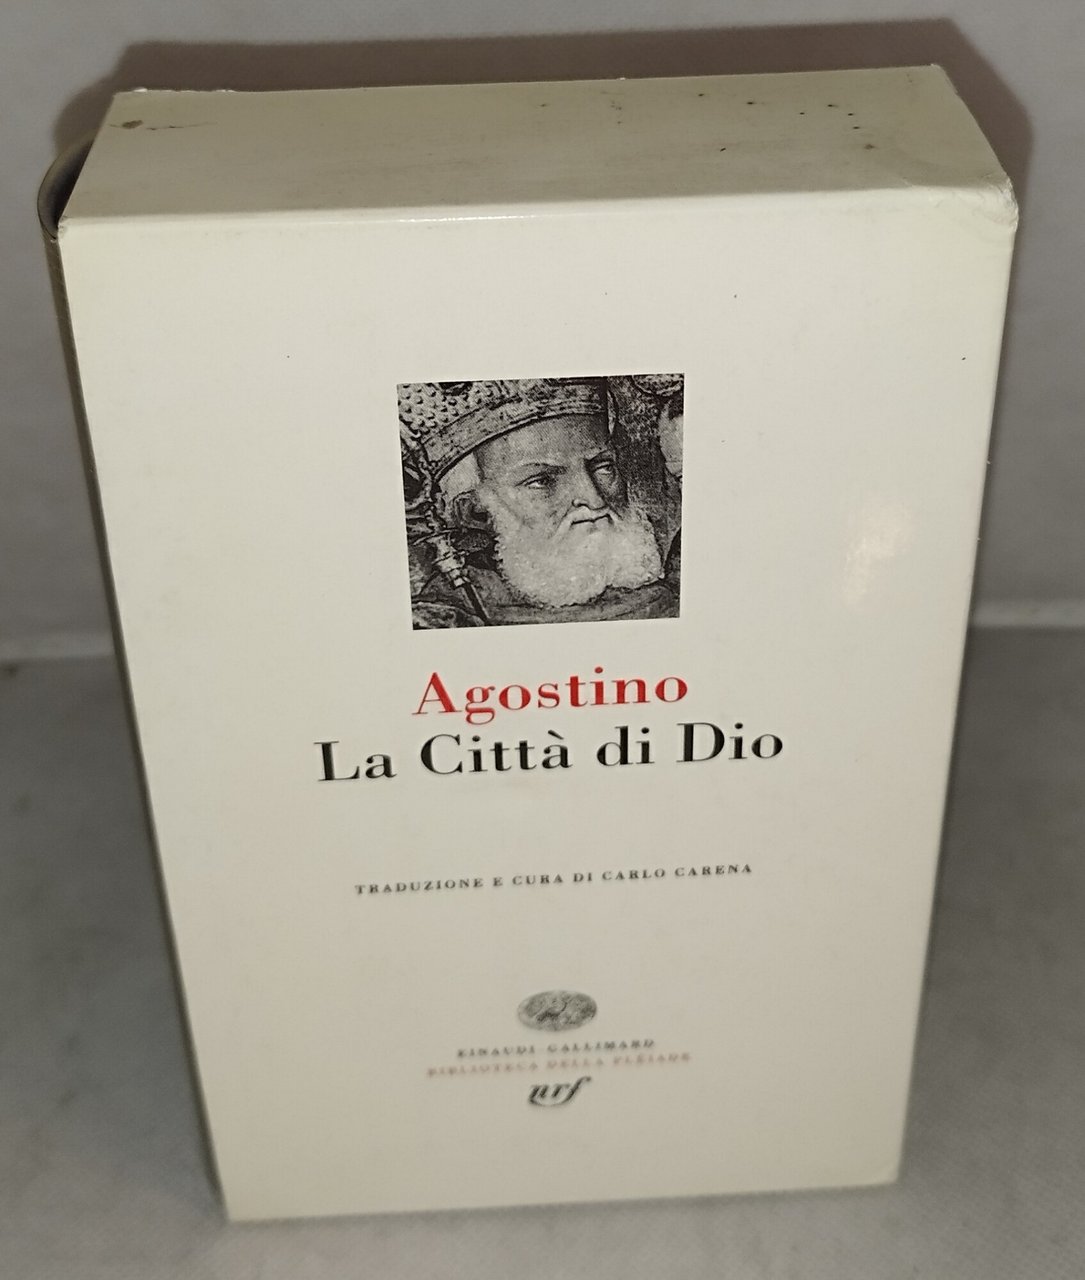 Agostino
La Città di Dio
TRADUZIONE E CURA DI CARLO CARENA
EINAUDI-GALLIMARD
BIBLIOTECA DELLA PLÉIADE
nrf